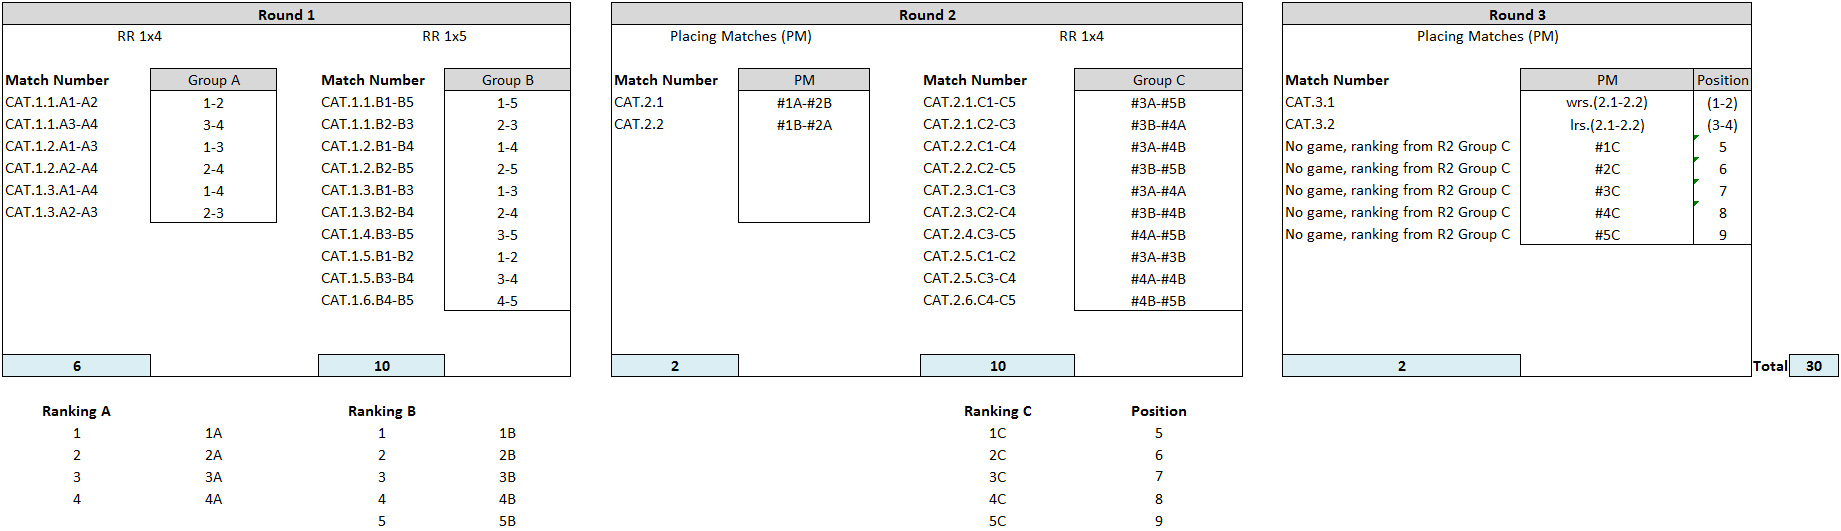 Round 1 Round 2 Round 3
RR 1x4 RR 1x5 Placing Matches (PM) RR 1x4 Placing Matches (PM)
Match Number Group A Match Number Group B Match Number PM Match Number Group C Match Number PM Position
CAT.1.1.A1-A2 1-2 CAT.1.1.B1-B5 1-5 CAT.2.1 #1A-#2B CAT.2.1.C1-C5 #3A-#5B CAT.3.1 wrs.(2.1-2.2) (1-2)
CAT.1.1.A3-A4 3-4 CAT.1.1.B2-B3 2-3 CAT.2.2 #1B-#2A CAT.2.1.C2-C3 #3B-#4A CAT.3.2 lrs.(2.1-2.2) (3-4)
CAT.1.2.A1-A3 1-3 CAT.1.2.B1-B4 1-4 CAT.2.2.C1-C4 #3A-#4B No game, ranking from R2 Group C #1C 5
CAT.1.2.A2-A4 2-4 CAT.1.2.B2-B5 2-5 CAT.2.2.C2-C5 #3B-#5B No game, ranking from R2 Group C #2C 6
CAT.1.3.A1-A4 1-4 CAT.1.3.B1-B3 1-3 CAT.2.3.C1-C3 #3A-#4A No game, ranking from R2 Group C #3C 7
CAT.1.3.A2-A3 2-3 CAT.1.3.B2-B4 2-4 CAT.2.3.C2-C4 #3B-#4B No game, ranking from R2 Group C #4C 8
CAT.1.4.B3-B5 3-5 CAT.2.4.C3-C5 #4A-#5B No game, ranking from R2 Group C #5C 9
CAT.1.5.B1-B2 1-2 CAT.2.5.C1-C2 #3A-#3B
CAT.1.5.B3-B4 3-4 CAT.2.5.C3-C4 #4A-#4B
CAT.1.6.B4-B5 4-5 CAT.2.6.C4-C5 #4B-#5B
6 10 2 10 2 Total 30
Ranking A Ranking B Ranking C Position
1 1A 1 1B 1C 5
2 2A 2 2B 2C 6
3 3A 3 3B 3C 7
4 4A 4 4B 4C 8
5 5B 5C 9